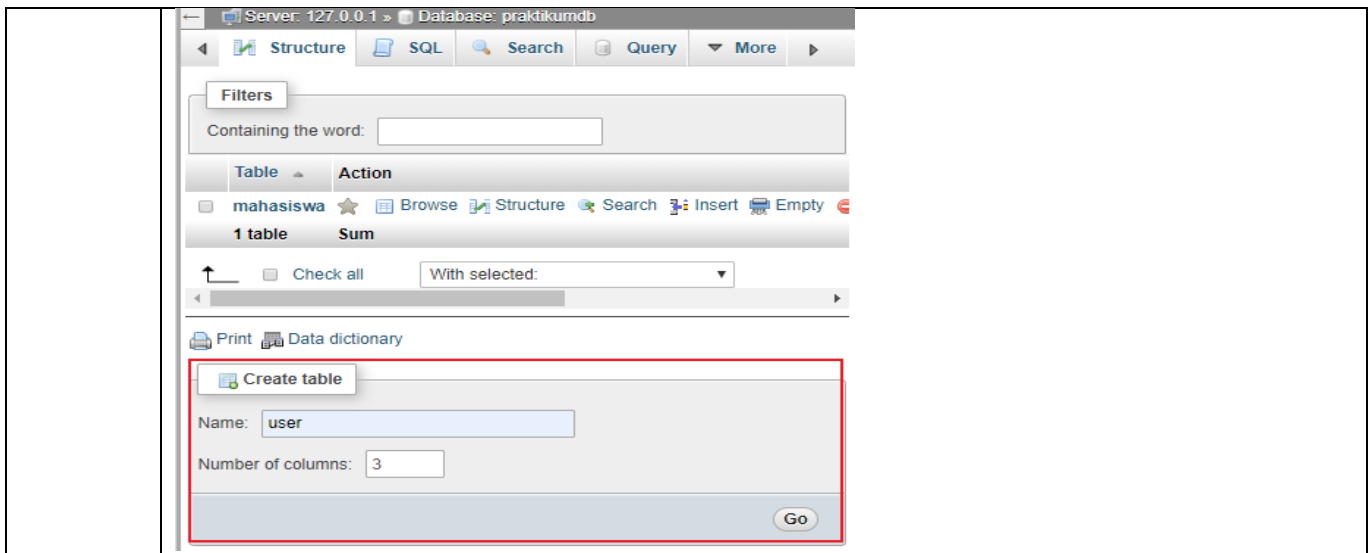 Server: 127.0.0.1 » Database: praktikumdb
Structure SQL Search Query More
Filters
Containing the word:
Table Action
mahasiswa Browse Structure Search Insert Empty
1 table Sum
Check all With selected:
Print Data dictionary
Create table
Name: user
Number of columns: 3
Go